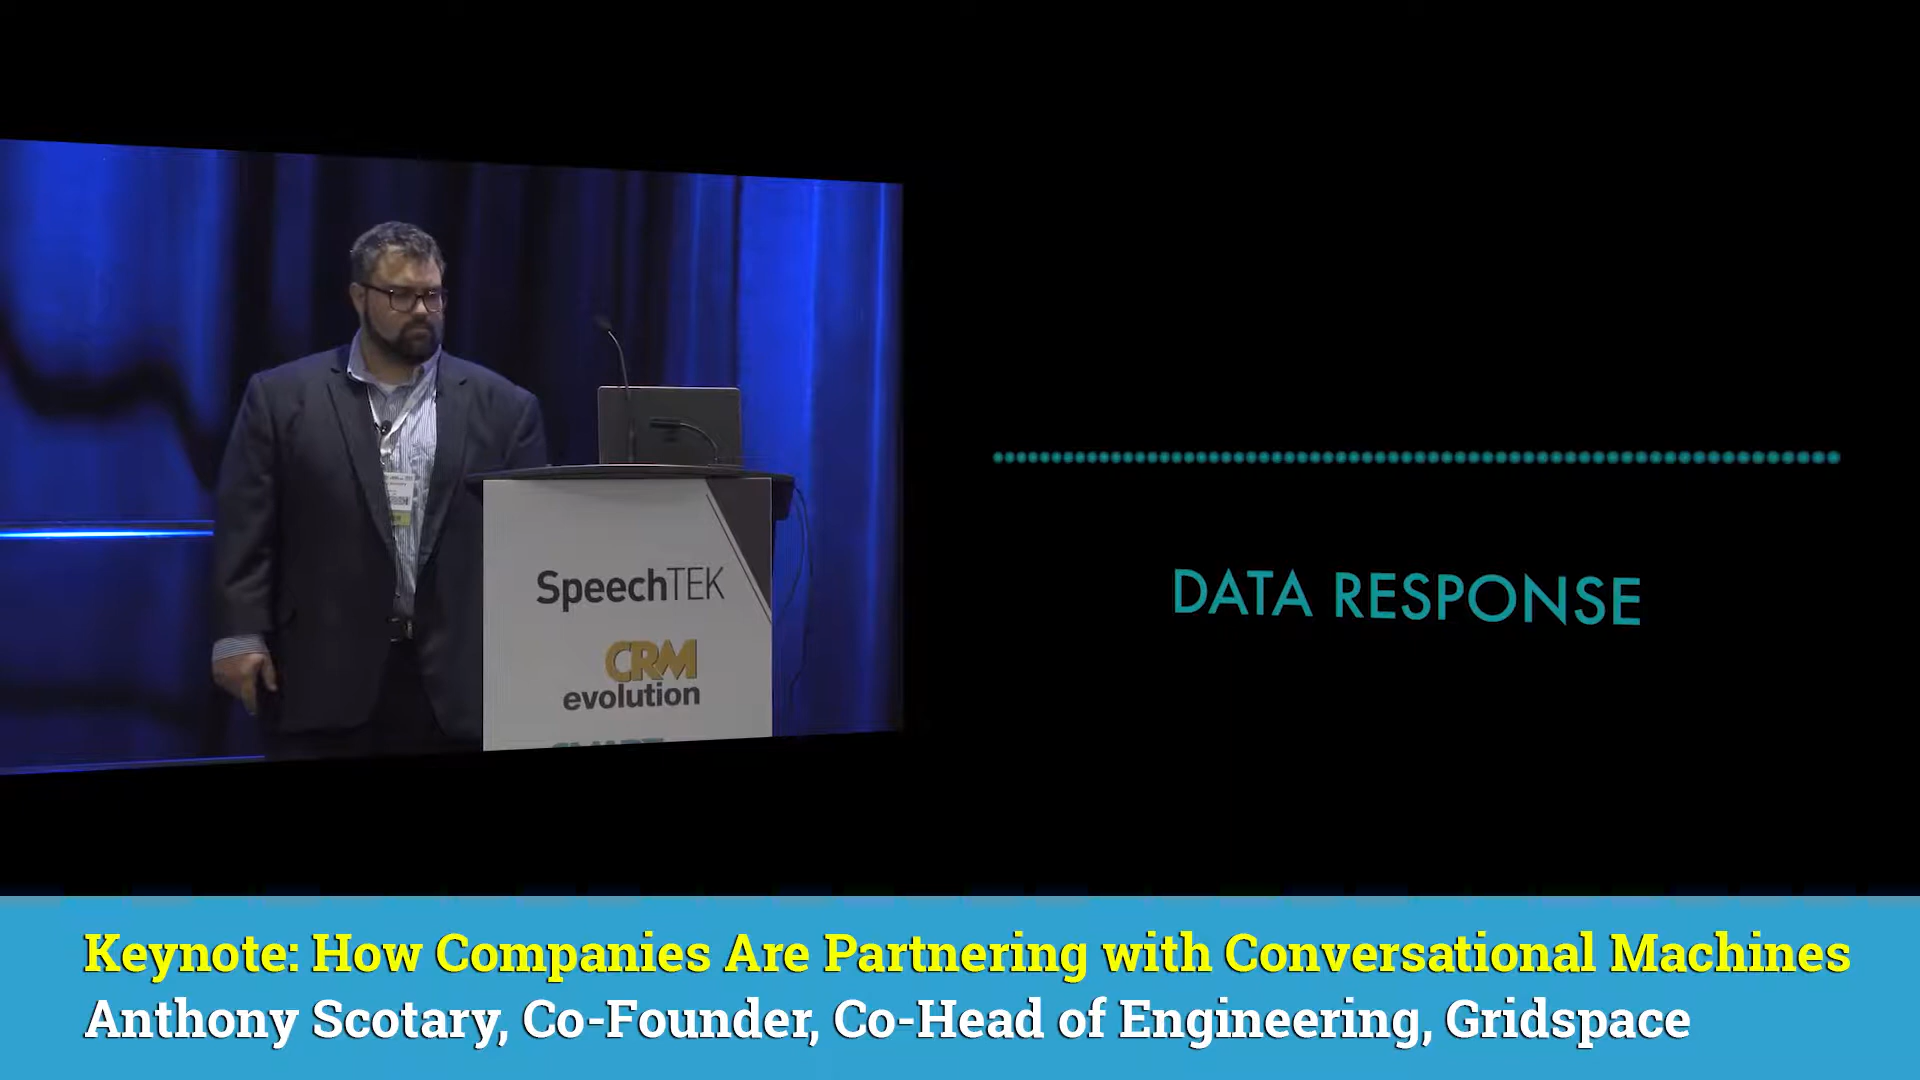 SpeechTEK
CRM
evolution
DATA RESPONSE
Keynote: How Companies Are Partnering with Conversational Machines
Anthony Scotary, Co-Founder, Co-Head of Engineering, Gridspace